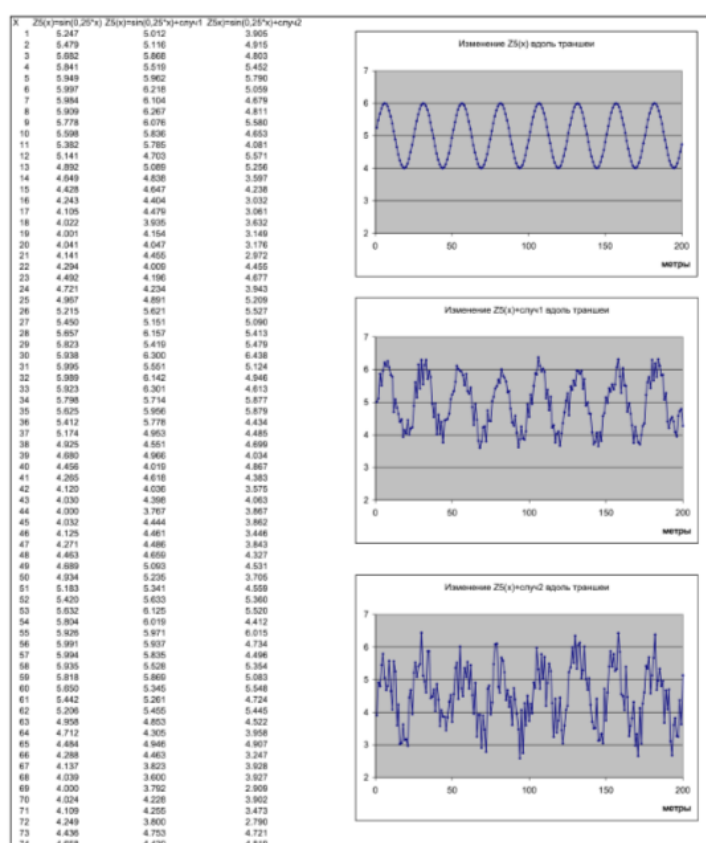 X Z5(x)=sin(0,25*x) Z5(x)=sin(0,25*x)+случ1 Z5x)=sin(0,25*x)+случ2
1 5.247 5.012 3.905
2 5.479 5.116 4.915
3 5.682 5.868 4.803
4 5.841 5.519 5.452
5 5.949 5.962 5.790
6 5.997 6.218 5.059
7 5.984 6.104 4.679
8 5.909 6.267 4.811
9 5.778 6.076 5.580
10 5.598 5.836 4.653
11 5.382 5.785 4.081
12 5.141 4.703 5.571
13 4.892 5.089 5.256
14 4.649 4.838 3.597
15 4.428 4.647 4.238
16 4.243 4.404 3.032
17 4.105 4.479 3.061
18 4.022 3.935 3.632
19 4.001 4.154 3.149
20 4.041 4.047 3.176
21 4.141 4.455 2.972
22 4.294 4.009 4.455
23 4.492 4.196 4.677
24 4.721 4.234 3.943
25 4.967 4.891 5.209
26 5.215 5.621 5.527
27 5.450 5.151 5.090
28 5.657 6.157 5.413
29 5.823 5.419 5.479
30 5.938 6.300 6.438
31 5.995 5.551 5.124
32 5.989 6.142 4.946
33 5.923 6.301 4.613
34 5.798 5.714 5.877
35 5.625 5.956 5.879
36 5.412 5.778 4.434
37 5.174 4.953 4.485
38 4.925 4.551 4.699
39 4.680 4.966 4.034
40 4.456 4.019 4.867
41 4.265 4.618 4.383
42 4.120 4.036 3.575
43 4.030 4.398 4.063
44 4.000 3.767 3.867
45 4.032 4.444 3.862
46 4.125 4.461 3.446
47 4.271 4.486 3.843
48 4.463 4.659 4.327
49 4.689 5.093 4.531
50 4.934 5.235 3.705
51 5.183 5.341 4.559
52 5.420 5.633 5.360
53 5.632 6.125 5.520
54 5.804 6.019 4.412
55 5.926 5.971 6.015
56 5.991 5.937 4.734
57 5.994 5.835 4.496
58 5.935 5.528 5.354
59 5.818 5.869 5.083
60 5.650 5.345 5.548
61 5.442 5.261 4.724
62 5.206 5.455 5.445
63 4.958 4.853 4.522
64 4.712 4.305 3.958
65 4.484 4.946 4.907
66 4.288 4.463 3.247
67 4.137 3.823 3.928
68 4.039 3.600 3.927
69 4.000 3.792 2.909
70 4.024 4.228 3.902
71 4.109 4.255 3.473
72 4.249 3.800 2.790
73 4.436 4.753 4.721
Изменение Z5(x) вдоль траншеи
7
6
5
4
3
2
0 50 100 150 200
метры
Изменение Z5(x)+случ1 вдоль траншеи
7
6
5
4
3
2
0 50 100 150 200
метры
Изменение Z5(x)+случ2 вдоль траншеи
7
6
5
4
3
2
0 50 100 150 200
метры